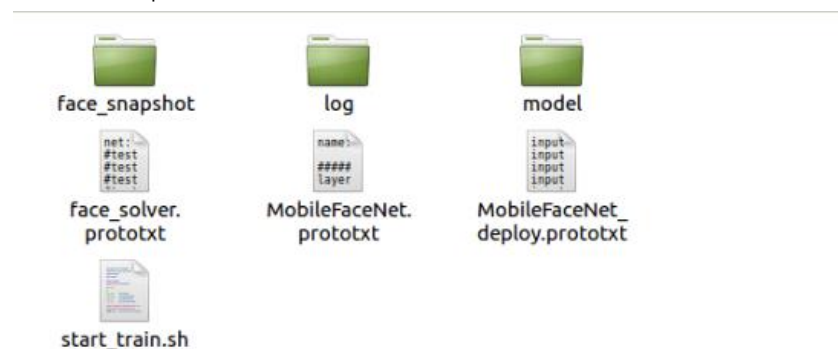 face_snapshot
log
model
net:
#test
#test
#test
name:
#####
layer
input
input
input
input
face_solver.
prototxt
MobileFaceNet.
prototxt
MobileFaceNet_
deploy.prototxt
start_train.sh